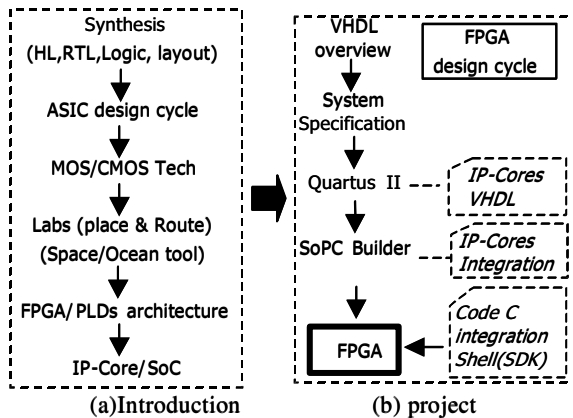 Synthesis
(HL,RTL,Logic, layout)
ASIC design cycle
MOS/CMOS Tech
Labs (place & Route)
(Space/Ocean tool)
FPGA/PLDs architecture
IP-Core/SoC
(a)Introduction
VHDL
overview
FPGA
design cycle
System
Specification
Quartus II
IP-Cores
VHDL
SoPC Builder
IP-Cores
Integration
FPGA
Code C
integration
Shell(SDK)
(b) project